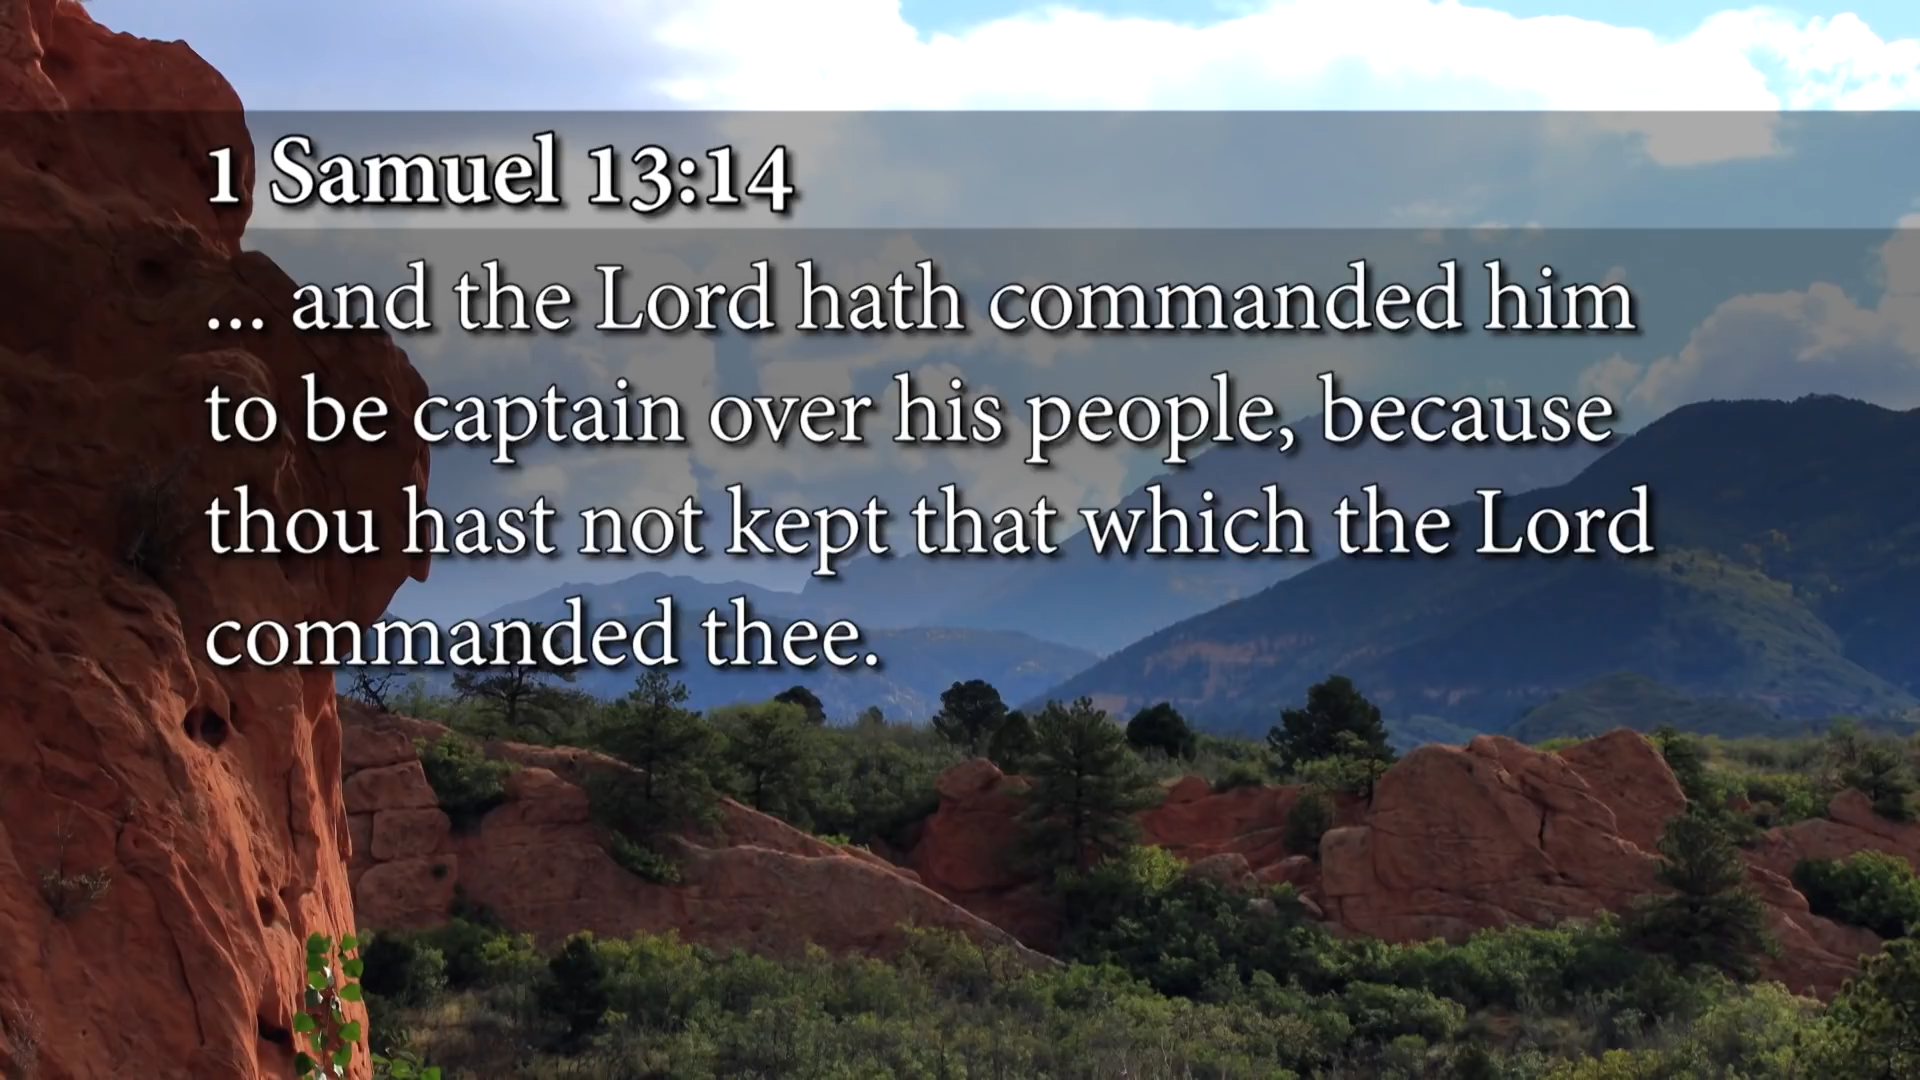 1 Samuel 13:14
... and the Lord hath commanded him
to be captain over his people, because
thou hast not kept that which the Lord
commanded thee.